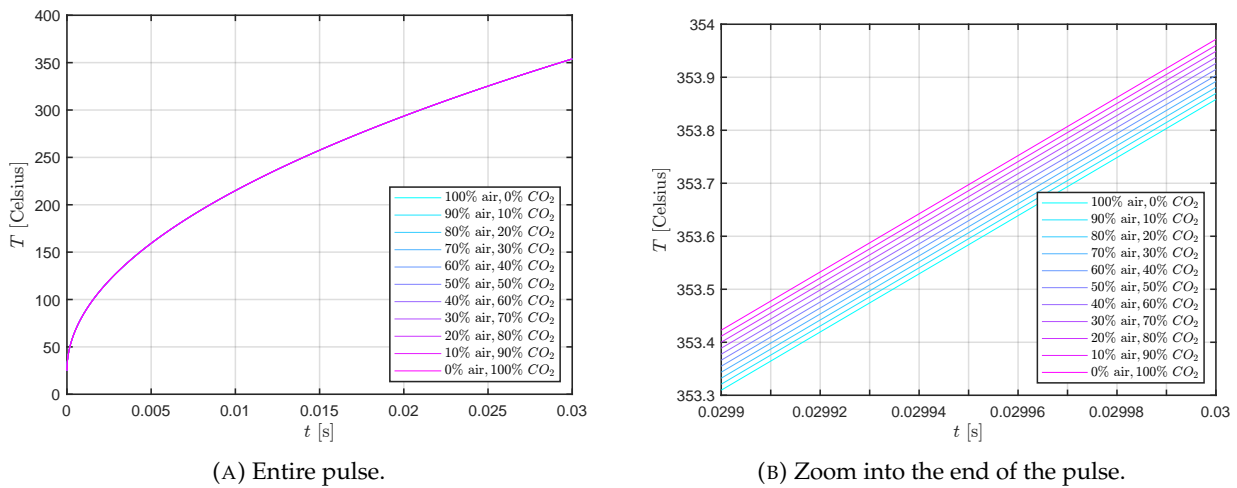 400
350
300
250
200
150
100
50
0
T [Celsius]
100% air, 0% CO₂
90% air, 10% CO₂
80% air, 20% CO₂
70% air, 30% CO₂
60% air, 40% CO₂
50% air, 50% CO₂
40% air, 60% CO₂
30% air, 70% CO₂
20% air, 80% CO₂
10% air, 90% CO₂
0% air, 100% CO₂
0 0.005 0.01 0.015 0.02 0.025 0.03
t [s]
(A) Entire pulse.
354
353.9
353.8
353.7
353.6
353.5
353.4
353.3
T [Celsius]
100% air, 0% CO₂
90% air, 10% CO₂
80% air, 20% CO₂
70% air, 30% CO₂
60% air, 40% CO₂
50% air, 50% CO₂
40% air, 60% CO₂
30% air, 70% CO₂
20% air, 80% CO₂
10% air, 90% CO₂
0% air, 100% CO₂
0.0299 0.02992 0.02994 0.02996 0.02998 0.03
t [s]
(B) Zoom into the end of the pulse.